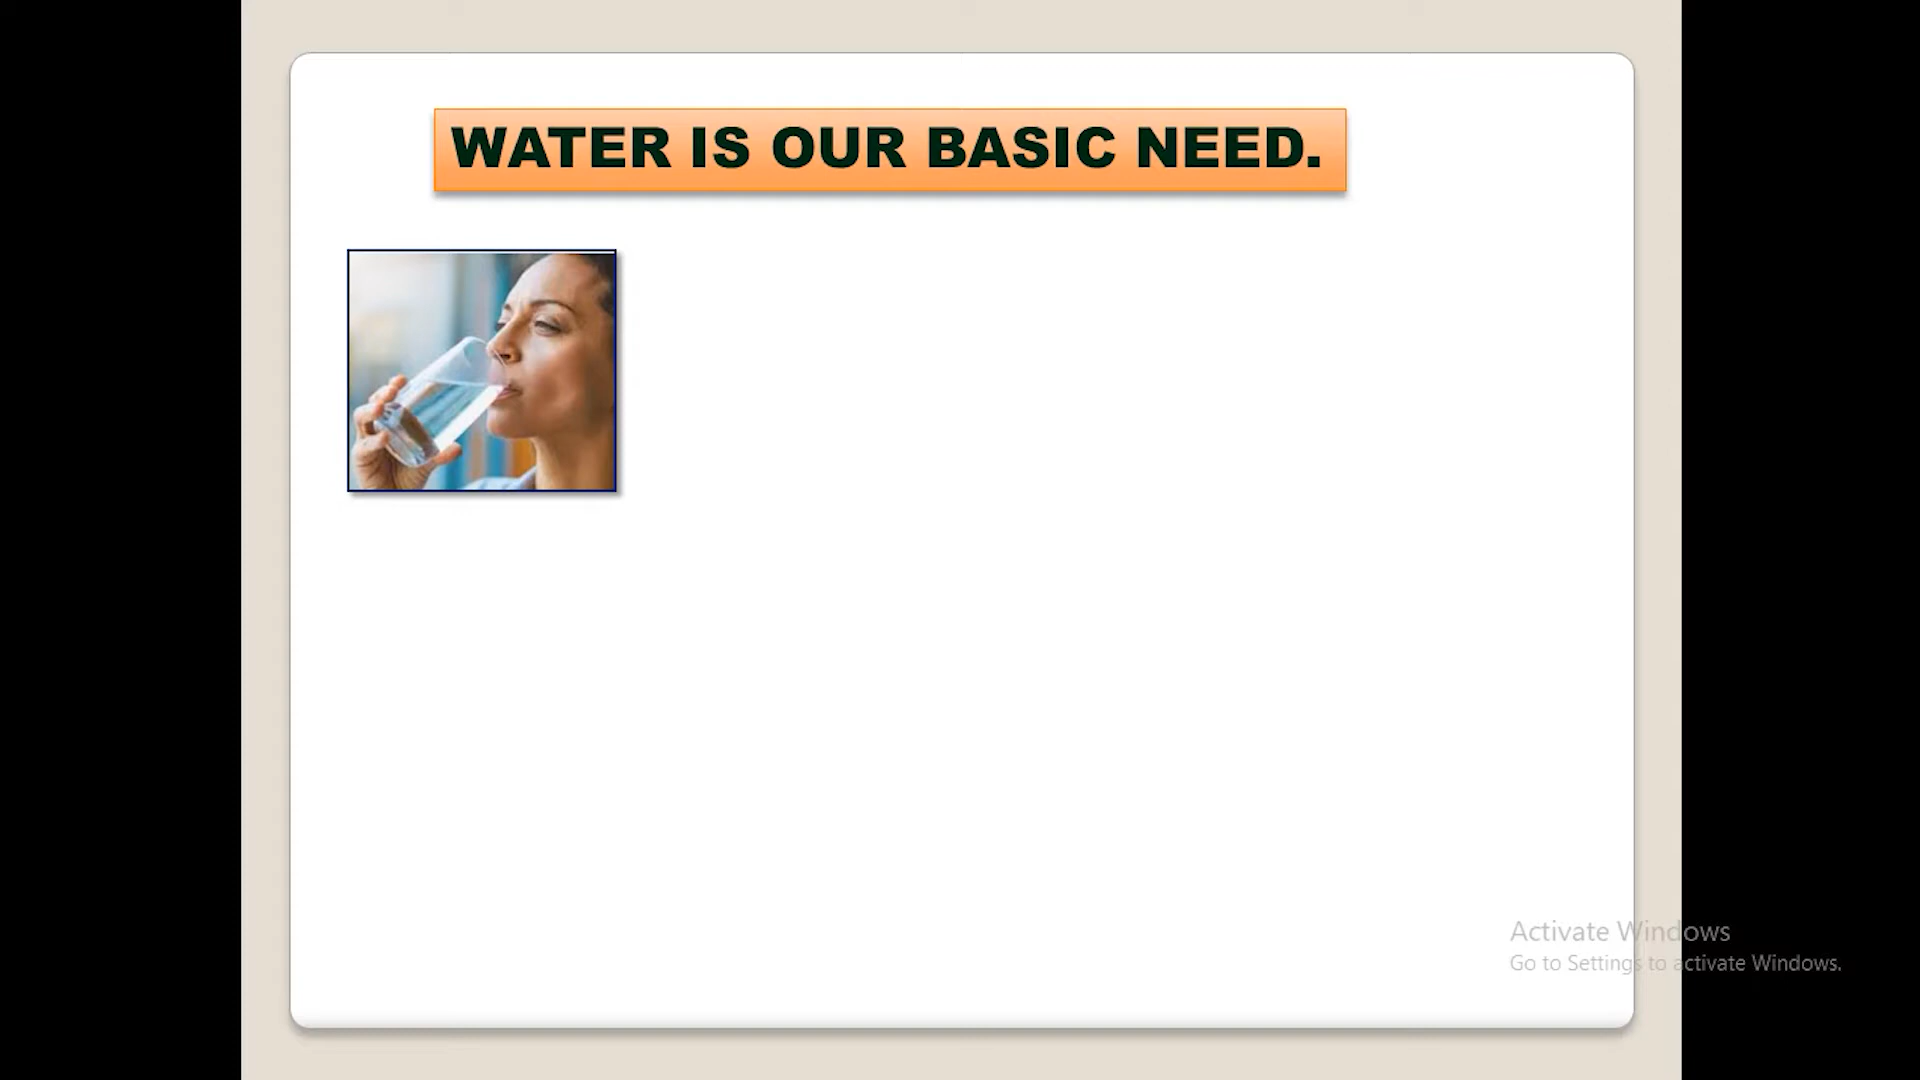 WATER IS OUR BASIC NEED.
Activate Windows
Go to Settings to activate Windows.